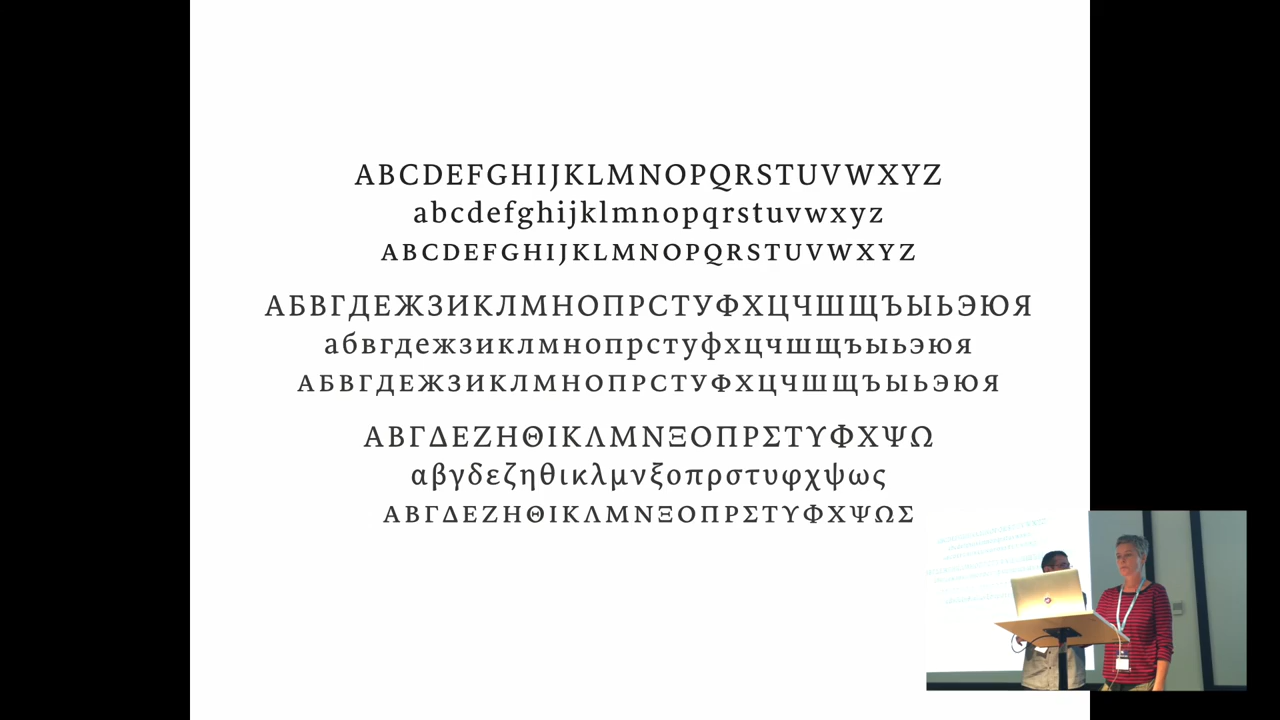 ABCDEFGHIJKLMNOPQRSTUVWXYZ
abcdefghijklmnopqrstuvwxyz
ABCDEFGHIJKLMNOPQRSTUVWXYZ
АБВГДЕЖЗИКЛМНОПРСТУФХЦЧШЩЪЫЬЭЮЯ
абвгдежзиклмнопрстуфхцчшщъыьэюя
АБВГДЕЖЗИКЛМНОПРСТУФХЦЧШЩЪЫЬЭЮЯ
ΑΒΓΔΕΖΗΘΙΚΛΜΝΞΟΠΡΣΤΥΦΧΨΩ
αβγδεζηθικλμνξοπρστυφχψως
ΑΒΓΔΕΖΗΘΙΚΛΜΝΞΟΠΡΣΤΥΦΧΨΩΣ